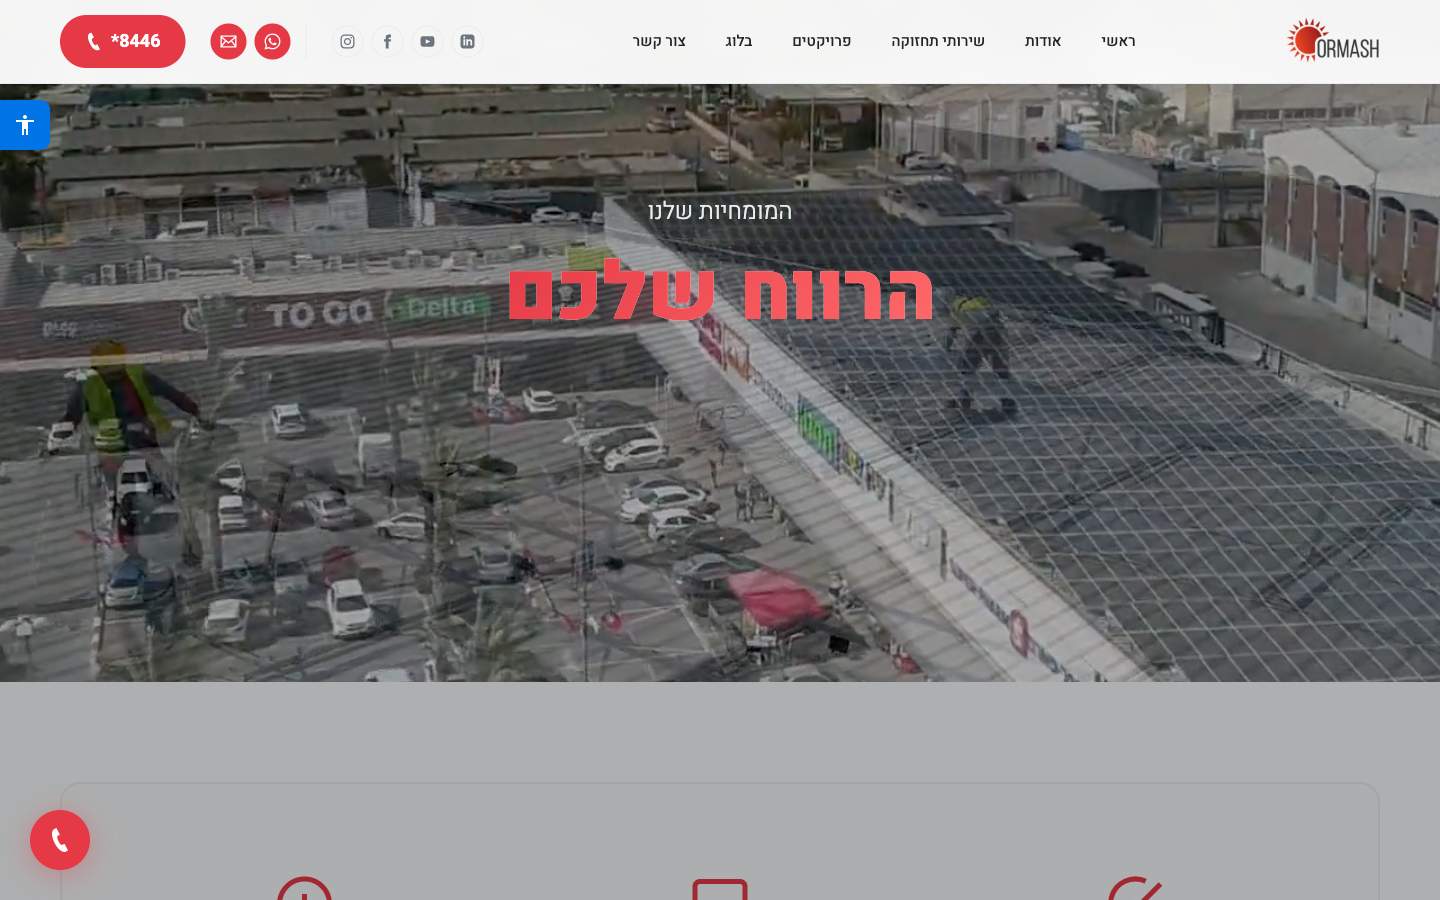 ORMASH
ראשי
אודות
שירותי תחזוקה
פרויקטים
בלוג
צור קשר
*8446
המומחיות שלנו
הרווח שלכם
TO GO
Delta